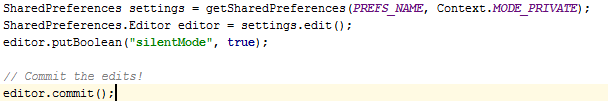 SharedPreferences settings = getSharedPreferences(PREFS_NAME, Context.MODE_PRIVATE);
SharedPreferences.Editor editor = settings.edit();
editor.putBoolean("silentMode", true);
// Commit the edits!
editor.commit();